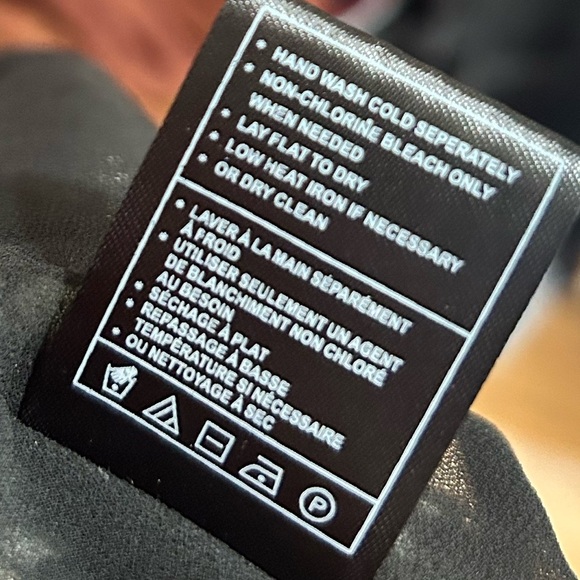 • HAND WASH COLD SEPERATELY
• NON-CHLORINE BLEACH ONLY
WHEN NEEDED
• LAY FLAT TO DRY
• LOW HEAT IRON IF NECESSARY
• OR DRY CLEAN
• LAVER À LA MAIN SÉPARÉMENT
À FROID
• UTILISER SEULEMENT UN AGENT
DE BLANCHIMENT NON CHLORÉ
AU BESOIN
• SÉCHAGE À PLAT
• REPASSAGE À BASSE
TEMPÉRATURE SI NÉCESSAIRE
• OU NETTOYAGE À SEC
P